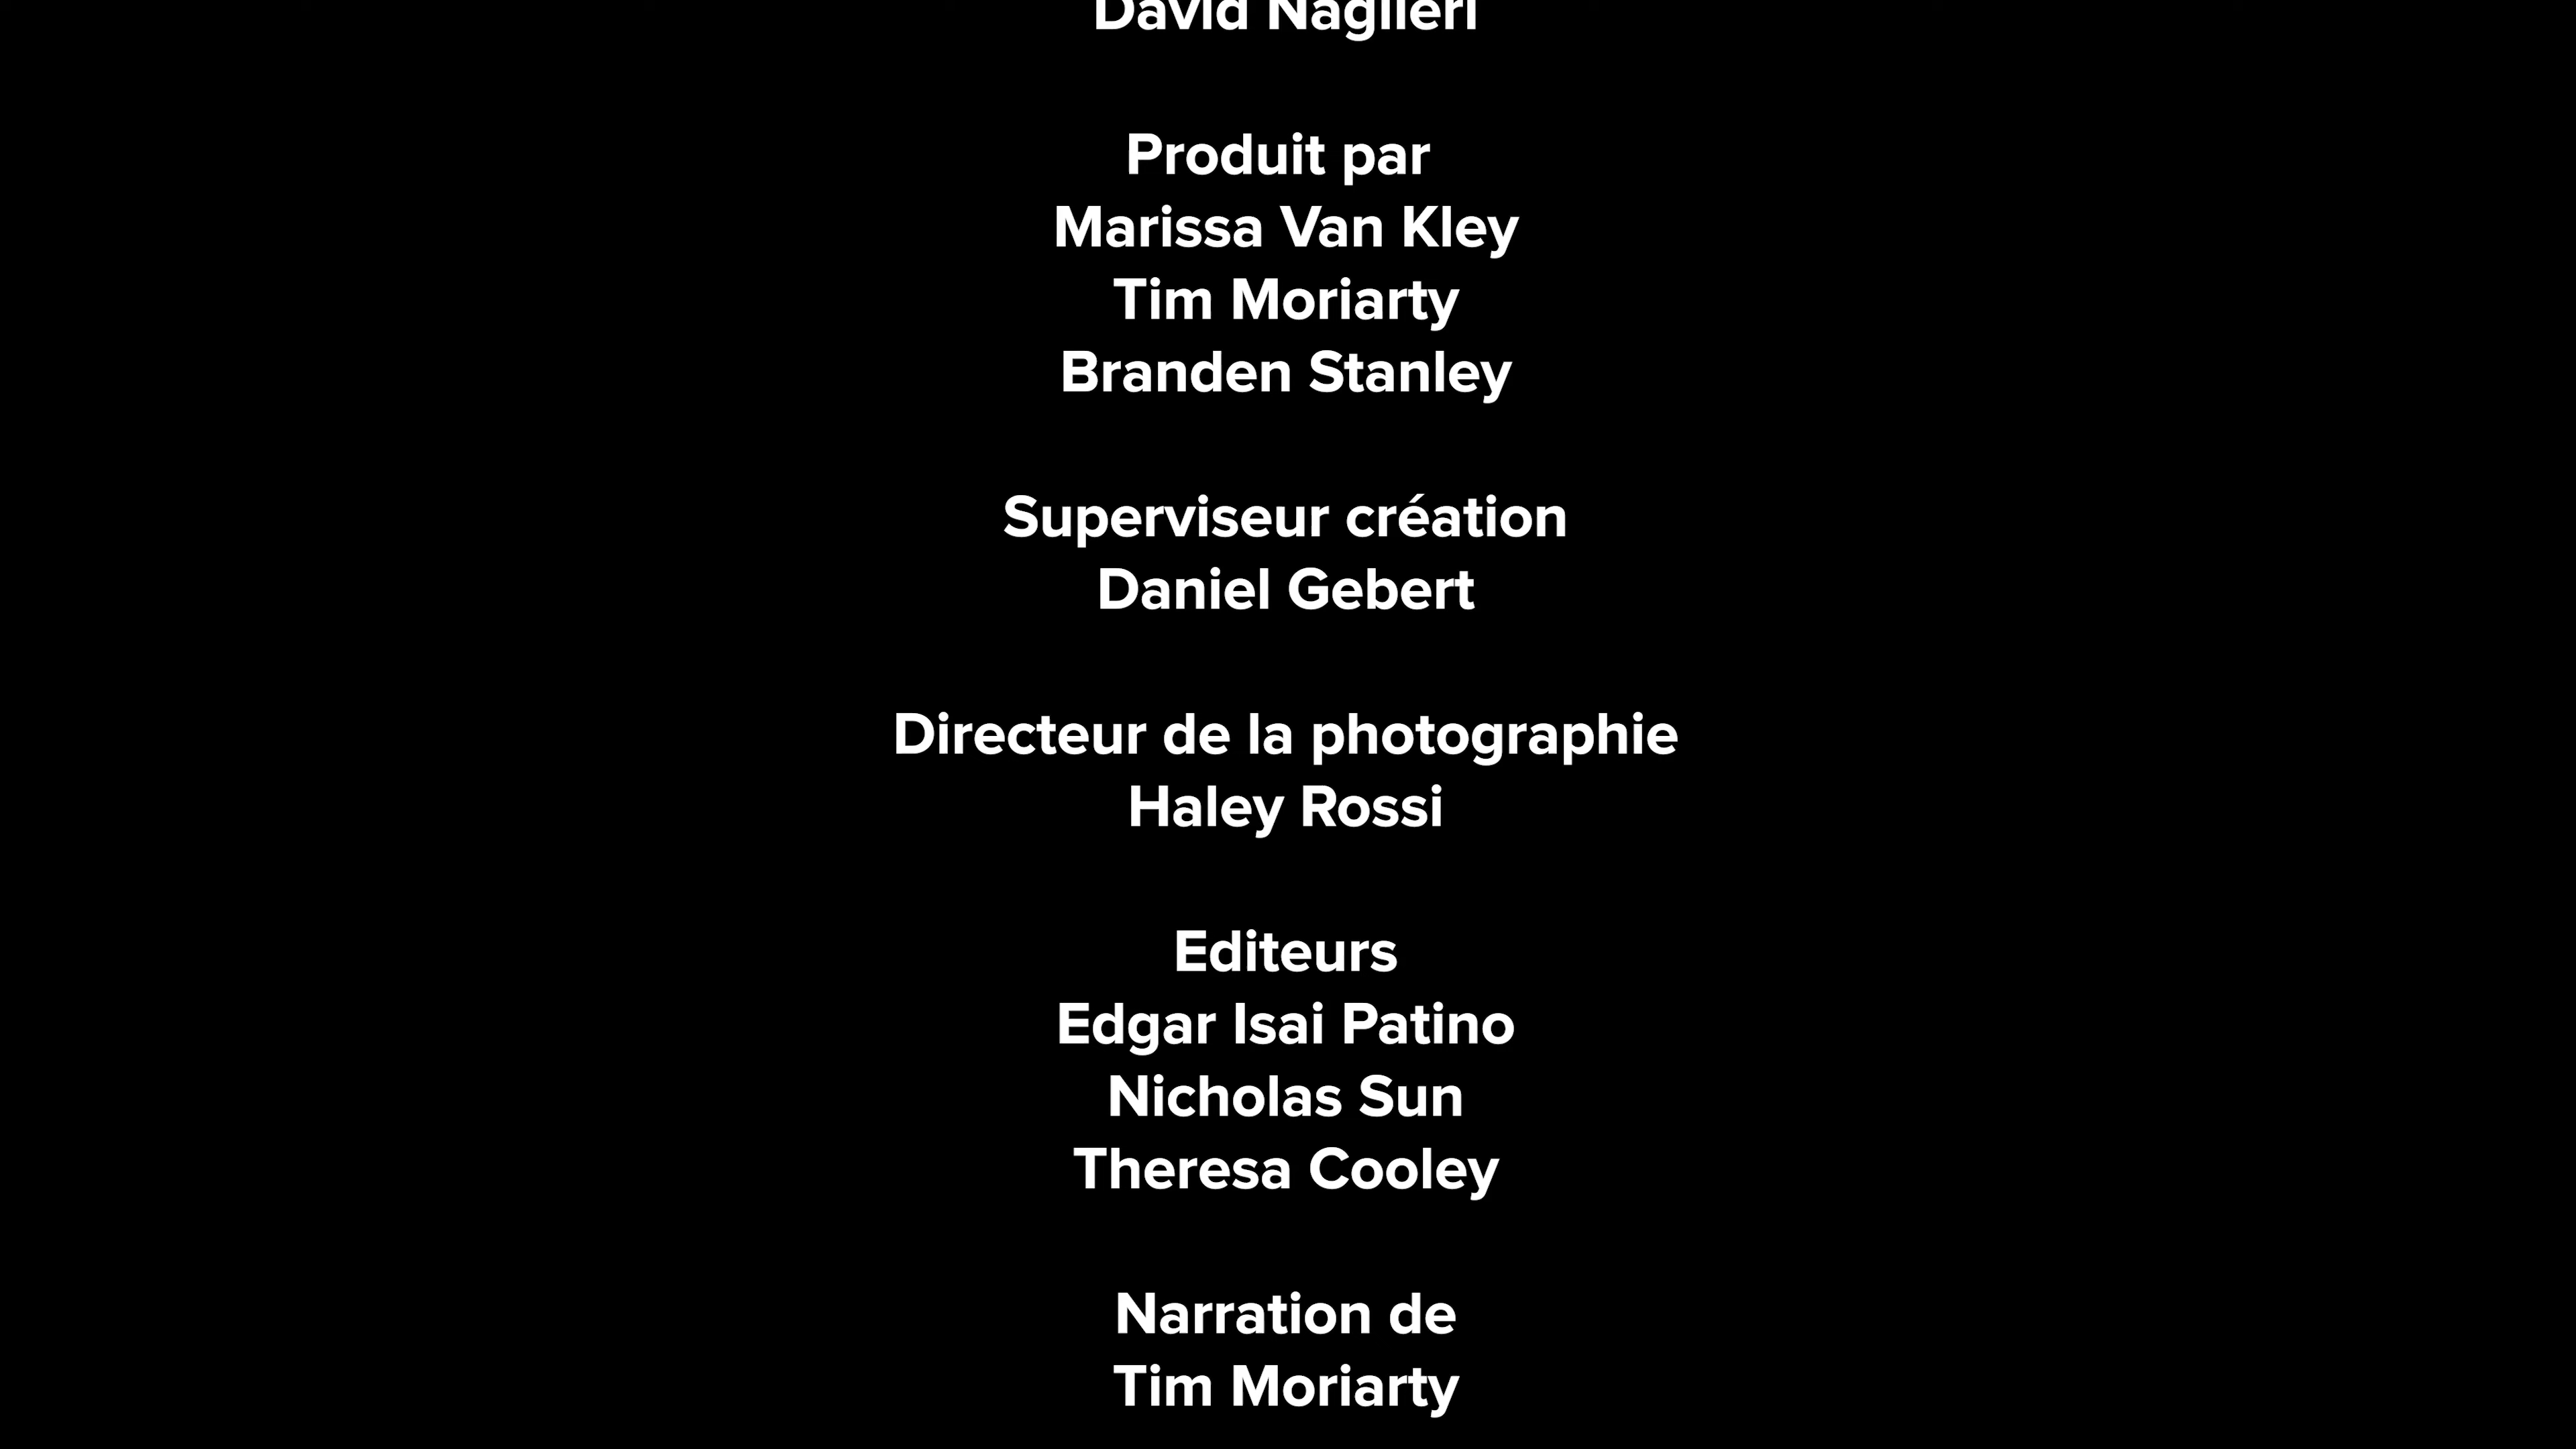 David Naglieri
Produit par
Marissa Van Kley
Tim Moriarty
Branden Stanley
Superviseur création
Daniel Gebert
Directeur de la photographie
Haley Rossi
Editeurs
Edgar Isai Patino
Nicholas Sun
Theresa Cooley
Narration de
Tim Moriarty